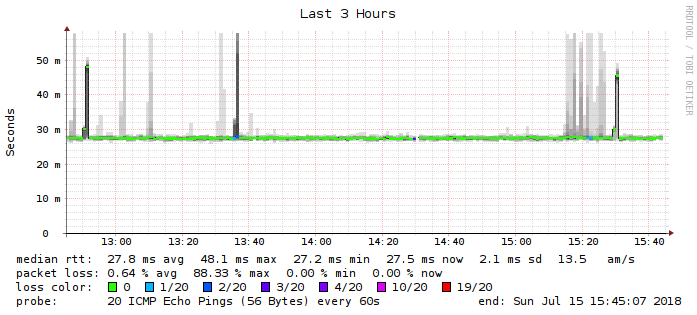 Last 3 Hours
RRDTOOL / TOBI OETIKER
Seconds
50 m
40 m
30 m
20 m
10 m
0
13:00 13:20 13:40 14:00 14:20 14:40 15:00 15:20 15:40
median rtt: 27.8 ms avg 48.1 ms max 27.2 ms min 27.5 ms now 2.1 ms sd 13.5 am/s
packet loss: 0.64 % avg 88.33 % max 0.00 % min 0.00 % now
loss color: 0 1/20 2/20 3/20 4/20 10/20 19/20
probe: 20 ICMP Echo Pings (56 Bytes) every 60s end: Sun Jul 15 15:45:07 2018